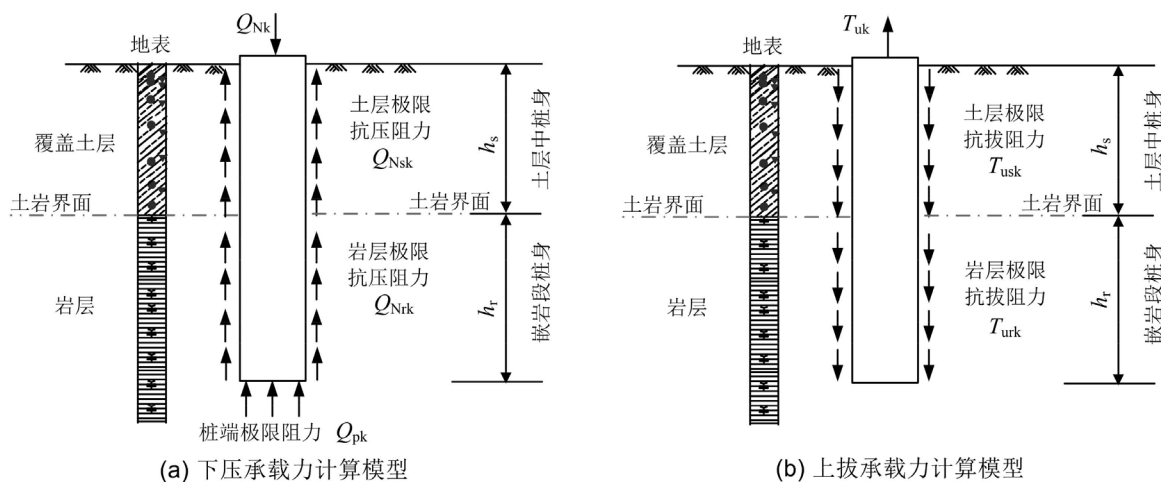 Q_Nk
地表
覆盖土层
土层极限
抗压阻力
Q_Nsk
h_s
土层中桩身
土岩界面
土岩界面
岩层
岩层极限
抗压阻力
Q_Nrk
h_r
嵌岩段桩身
桩端极限阻力 Q_pk
(a) 下压承载力计算模型
T_uk
地表
覆盖土层
土层极限
抗拔阻力
T_usk
h_s
土层中桩身
土岩界面
土岩界面
岩层
岩层极限
抗拔阻力
T_urk
h_r
嵌岩段桩身
(b) 上拔承载力计算模型